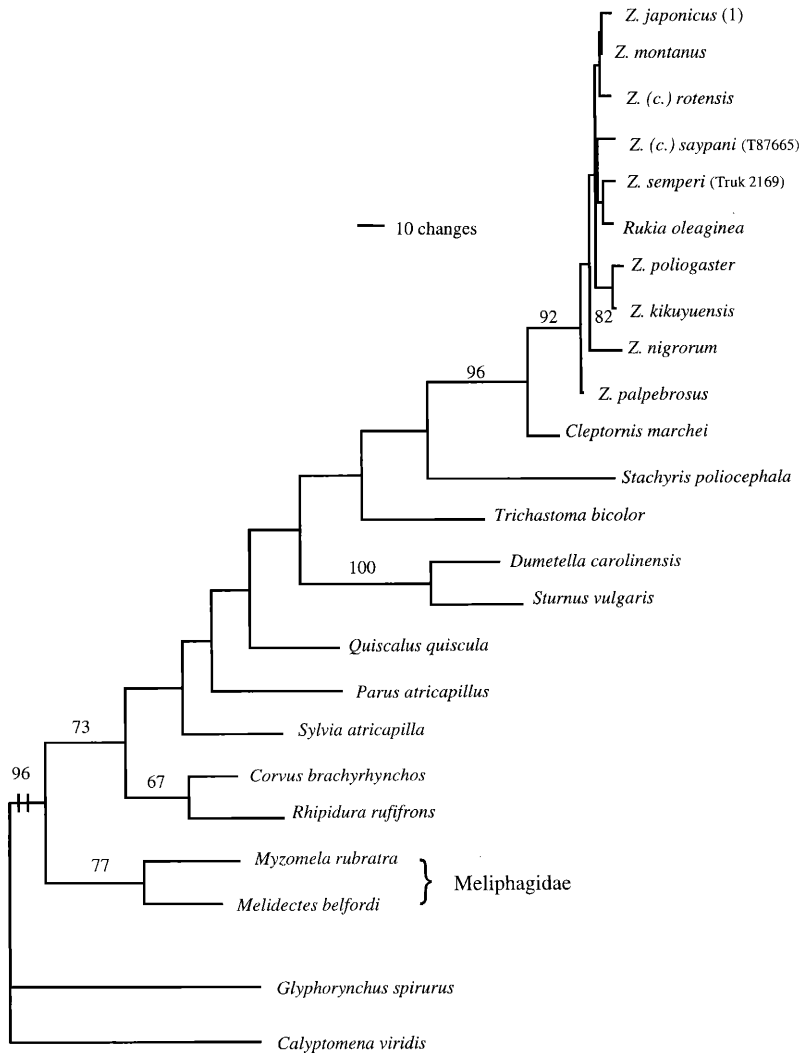 Z. japonicus (1)
Z. montanus
Z. (c.) rotensis
Z. (c.) saypani (T87665)
Z. semperi (Truk 2169)
10 changes
Rukia oleaginea
Z. poliogaster
82 Z. kikuyuensis
92
Z. nigrorum
96
Z. palpebrosus
Cleptornis marchei
Stachyris poliocephala
Trichastoma bicolor
100 Dumetella carolinensis
Sturnus vulgaris
Quiscalus quiscula
Parus atricapillus
73 Sylvia atricapilla
96
67 Corvus brachyrhynchos
Rhipidura rufifrons
77 Myzomela rubratra
} Meliphagidae
Melidectes belfordi
Glyphorynchus spirurus
Calyptomena viridis